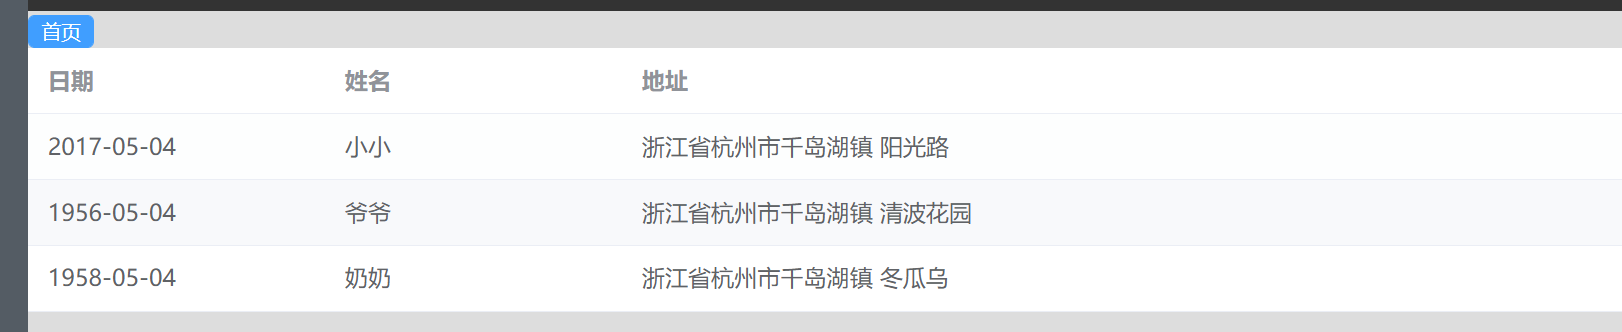 首页
日期 姓名 地址
2017-05-04 小小 浙江省杭州市千岛湖镇 阳光路
1956-05-04 爷爷 浙江省杭州市千岛湖镇 清波花园
1958-05-04 奶奶 浙江省杭州市千岛湖镇 冬瓜乌